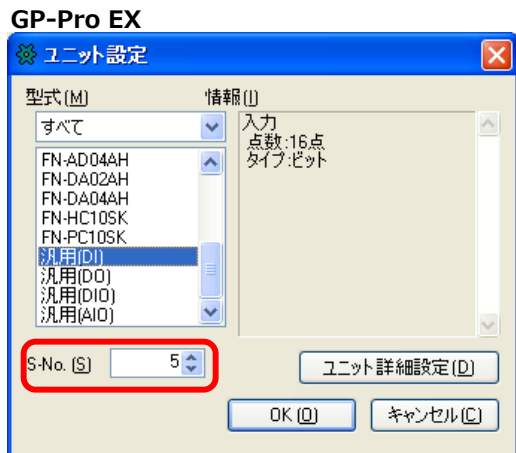 GP-Pro EX
ユニット設定
型式(M)
情報(I)
すべて
FN-AD04AH
FN-DA02AH
FN-DA04AH
FN-HC10SK
FN-PC10SK
汎用(DI)
汎用(DO)
汎用(DIO)
汎用(AIO)
入力
点数:16点
タイプ:ビット
S-No. (S)
5
ユニット詳細設定(D)
OK (O)
キャンセル(C)